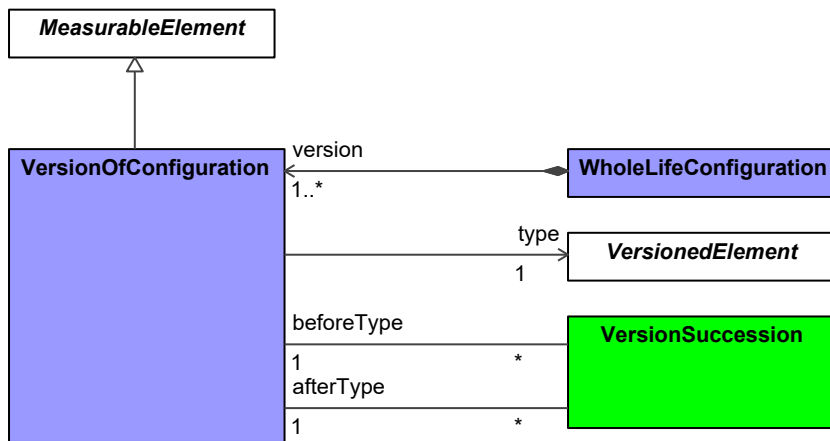 MeasurableElement
VersionOfConfiguration
version
WholeLifeConfiguration
1..*
type
VersionedElement
1
beforeType
VersionSuccession
1
*
afterType
1
*